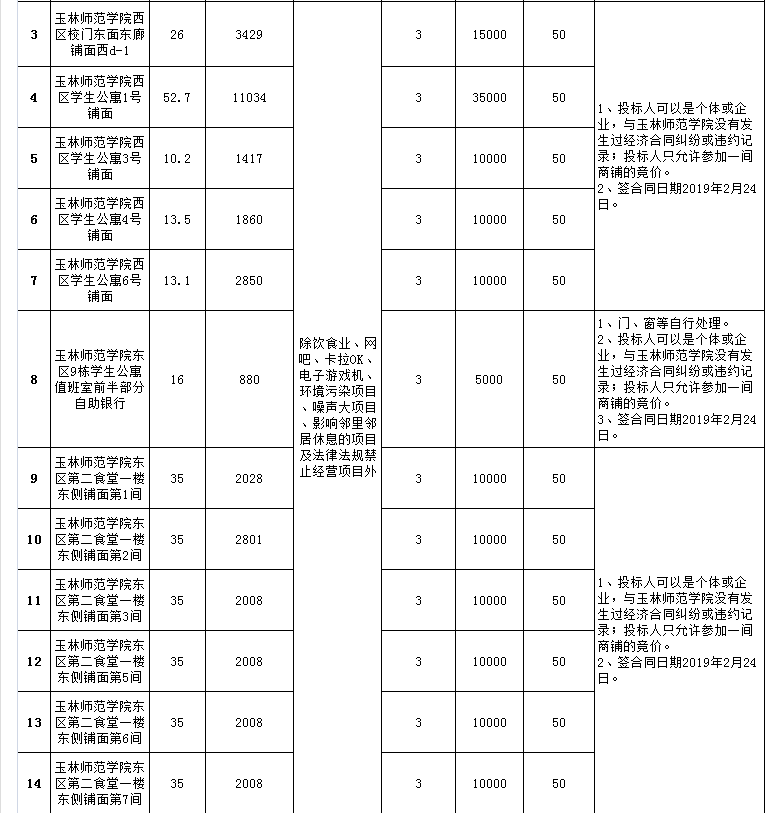 3
玉林师范学院西
区校门东面东廊
铺面西d-1
26
3429
3
15000
50
4
玉林师范学院西
区学生公寓1号
铺面
52.7
11034
3
35000
50
5
玉林师范学院西
区学生公寓3号
铺面
10.2
1417
3
10000
50
6
玉林师范学院西
区学生公寓4号
铺面
13.5
1860
3
10000
50
7
玉林师范学院西
区学生公寓6号
铺面
13.1
2850
3
10000
50
1、投标人可以是个体或企
业，与玉林师范学院没有发
生过经济合同纠纷或违约记
录；投标人只允许参加一间
商铺的竞价。
2、签合同日期2019年2月24
日。
8
玉林师范学院东
区9栋学生公寓
值班室前半部分
自助银行
16
880
除饮食业、网
吧、卡拉OK、
电子游戏机、
环境污染项目
、噪声大项目
、影响邻里邻
居休息的项目
及法律法规禁
止经营项目外
3
5000
50
1、门、窗等自行处理。
2、投标人可以是个体或企
业，与玉林师范学院没有发
生过经济合同纠纷或违约记
录；投标人只允许参加一间
商铺的竞价。
3、签合同日期2019年2月24
日。
9
玉林师范学院东
区第二食堂一楼
东侧铺面第1间
35
2028
3
10000
50
10
玉林师范学院东
区第二食堂一楼
东侧铺面第2间
35
2801
3
10000
50
11
玉林师范学院东
区第二食堂一楼
东侧铺面第3间
35
2008
3
10000
50
12
玉林师范学院东
区第二食堂一楼
东侧铺面第5间
35
2008
3
10000
50
13
玉林师范学院东
区第二食堂一楼
东侧铺面第6间
35
2008
3
10000
50
14
玉林师范学院东
区第二食堂一楼
东侧铺面第7间
35
2008
3
10000
50
1、投标人可以是个体或企
业，与玉林师范学院没有发
生过经济合同纠纷或违约记
录；投标人只允许参加一间
商铺的竞价。
2、签合同日期2019年2月24
日。